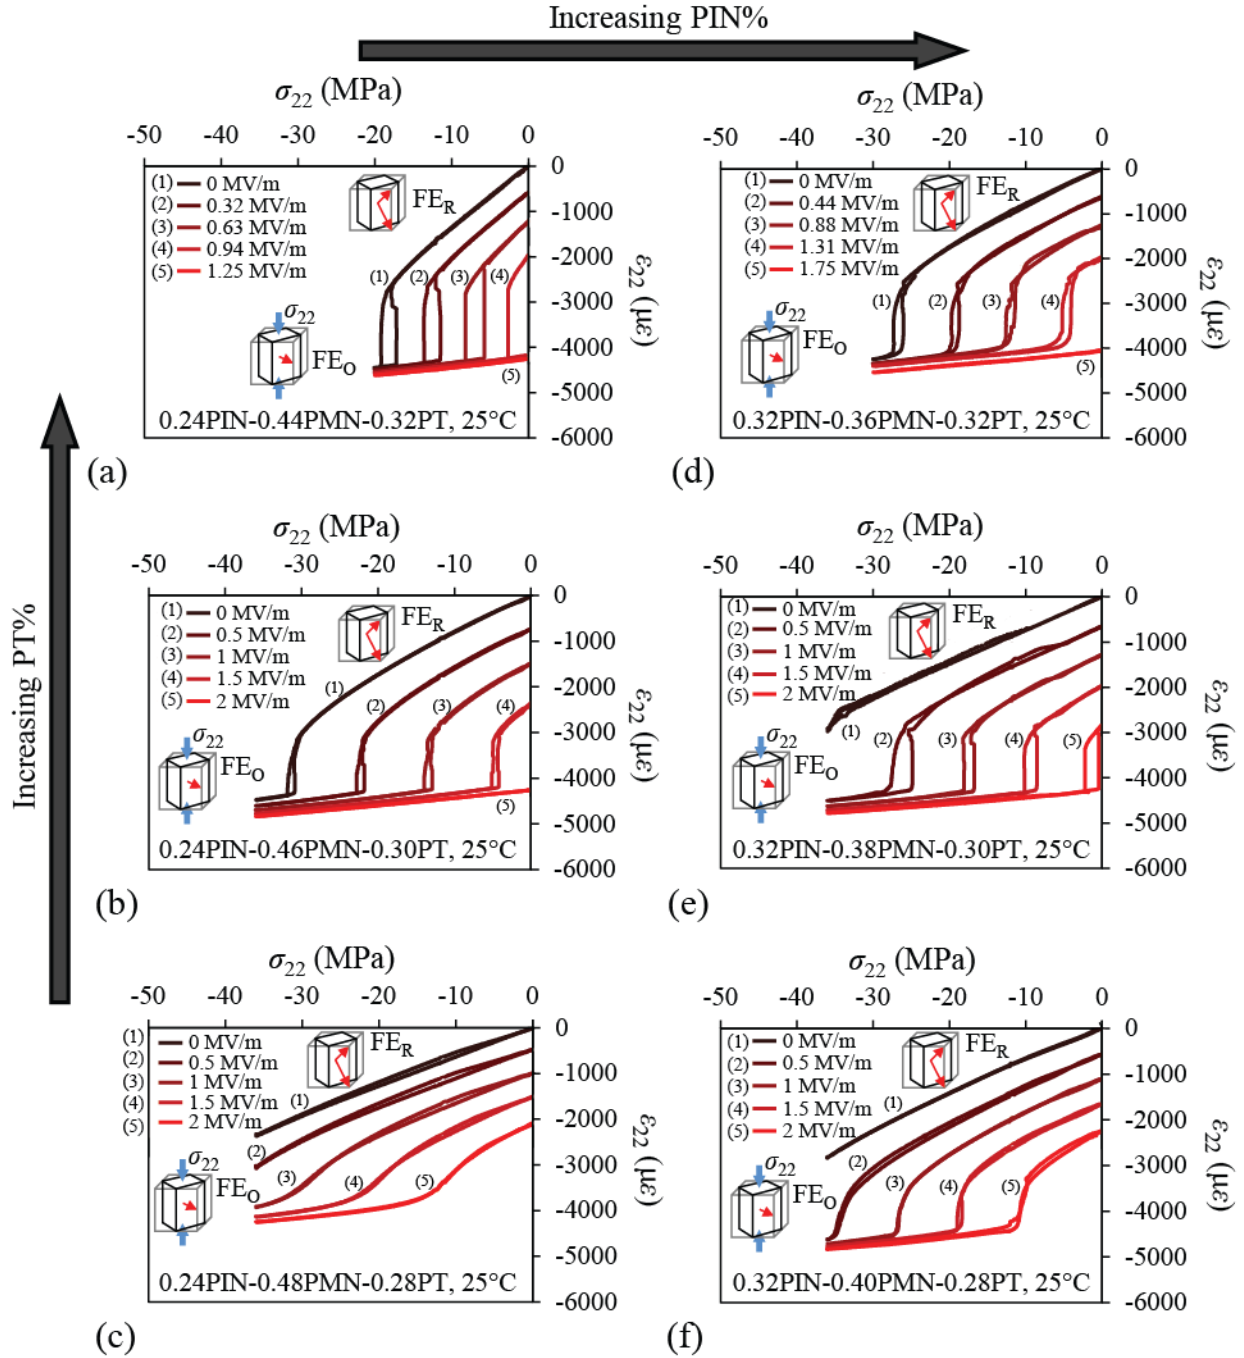 Increasing PIN%
Increasing PT%
σ22 (MPa)
-50 -40 -30 -20 -10 0
(1) 0 MV/m
(2) 0.32 MV/m
(3) 0.63 MV/m
(4) 0.94 MV/m
(5) 1.25 MV/m
FER
(1) (2) (3) (4)
σ22
FEO
(5)
0.24PIN-0.44PMN-0.32PT, 25°C
0
-1000
-2000
-3000
-4000
-5000
-6000
ε22 (με)
(a)
σ22 (MPa)
-50 -40 -30 -20 -10 0
(1) 0 MV/m
(2) 0.44 MV/m
(3) 0.88 MV/m
(4) 1.31 MV/m
(5) 1.75 MV/m
FER
(1) (2) (3) (4)
σ22
FEO
(5)
0.32PIN-0.36PMN-0.32PT, 25°C
0
-1000
-2000
-3000
-4000
-5000
-6000
ε22 (με)
(d)
σ22 (MPa)
-50 -40 -30 -20 -10 0
(1) 0 MV/m
(2) 0.5 MV/m
(3) 1 MV/m
(4) 1.5 MV/m
(5) 2 MV/m
FER
(1) (2) (3) (4)
σ22
FEO
(5)
0.24PIN-0.46PMN-0.30PT, 25°C
0
-1000
-2000
-3000
-4000
-5000
-6000
ε22 (με)
(b)
σ22 (MPa)
-50 -40 -30 -20 -10 0
(1) 0 MV/m
(2) 0.5 MV/m
(3) 1 MV/m
(4) 1.5 MV/m
(5) 2 MV/m
FER
(1) (2) (3) (4) (5)
σ22
FEO
0.32PIN-0.38PMN-0.30PT, 25°C
0
-1000
-2000
-3000
-4000
-5000
-6000
ε22 (με)
(e)
σ22 (MPa)
-50 -40 -30 -20 -10 0
(1) 0 MV/m
(2) 0.5 MV/m
(3) 1 MV/m
(4) 1.5 MV/m
(5) 2 MV/m
FER
(1)
(2) (3) (4) (5)
σ22
FEO
0.24PIN-0.48PMN-0.28PT, 25°C
0
-1000
-2000
-3000
-4000
-5000
-6000
ε22 (με)
(c)
σ22 (MPa)
-50 -40 -30 -20 -10 0
(1) 0 MV/m
(2) 0.5 MV/m
(3) 1 MV/m
(4) 1.5 MV/m
(5) 2 MV/m
FER
(1)
(2) (3) (4) (5)
σ22
FEO
0.32PIN-0.40PMN-0.28PT, 25°C
0
-1000
-2000
-3000
-4000
-5000
-6000
ε22 (με)
(f)